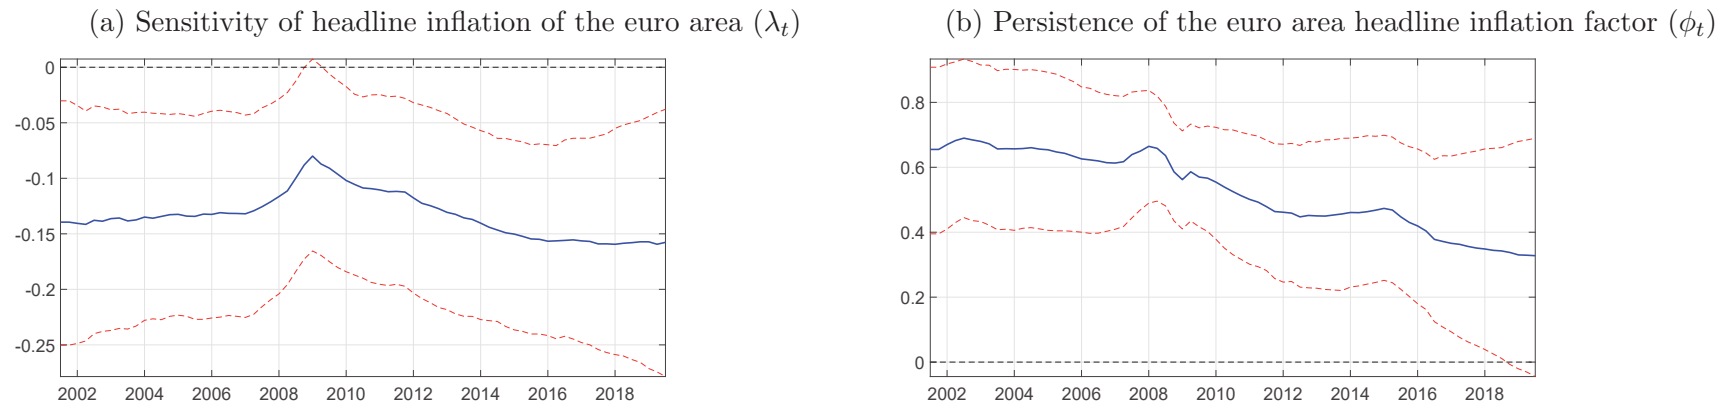 (a) Sensitivity of headline inflation of the euro area (λt)
0
-0.05
-0.1
-0.15
-0.2
-0.25
2002 2004 2006 2008 2010 2012 2014 2016 2018
(b) Persistence of the euro area headline inflation factor (ϕt)
0.8
0.6
0.4
0.2
0
2002 2004 2006 2008 2010 2012 2014 2016 2018